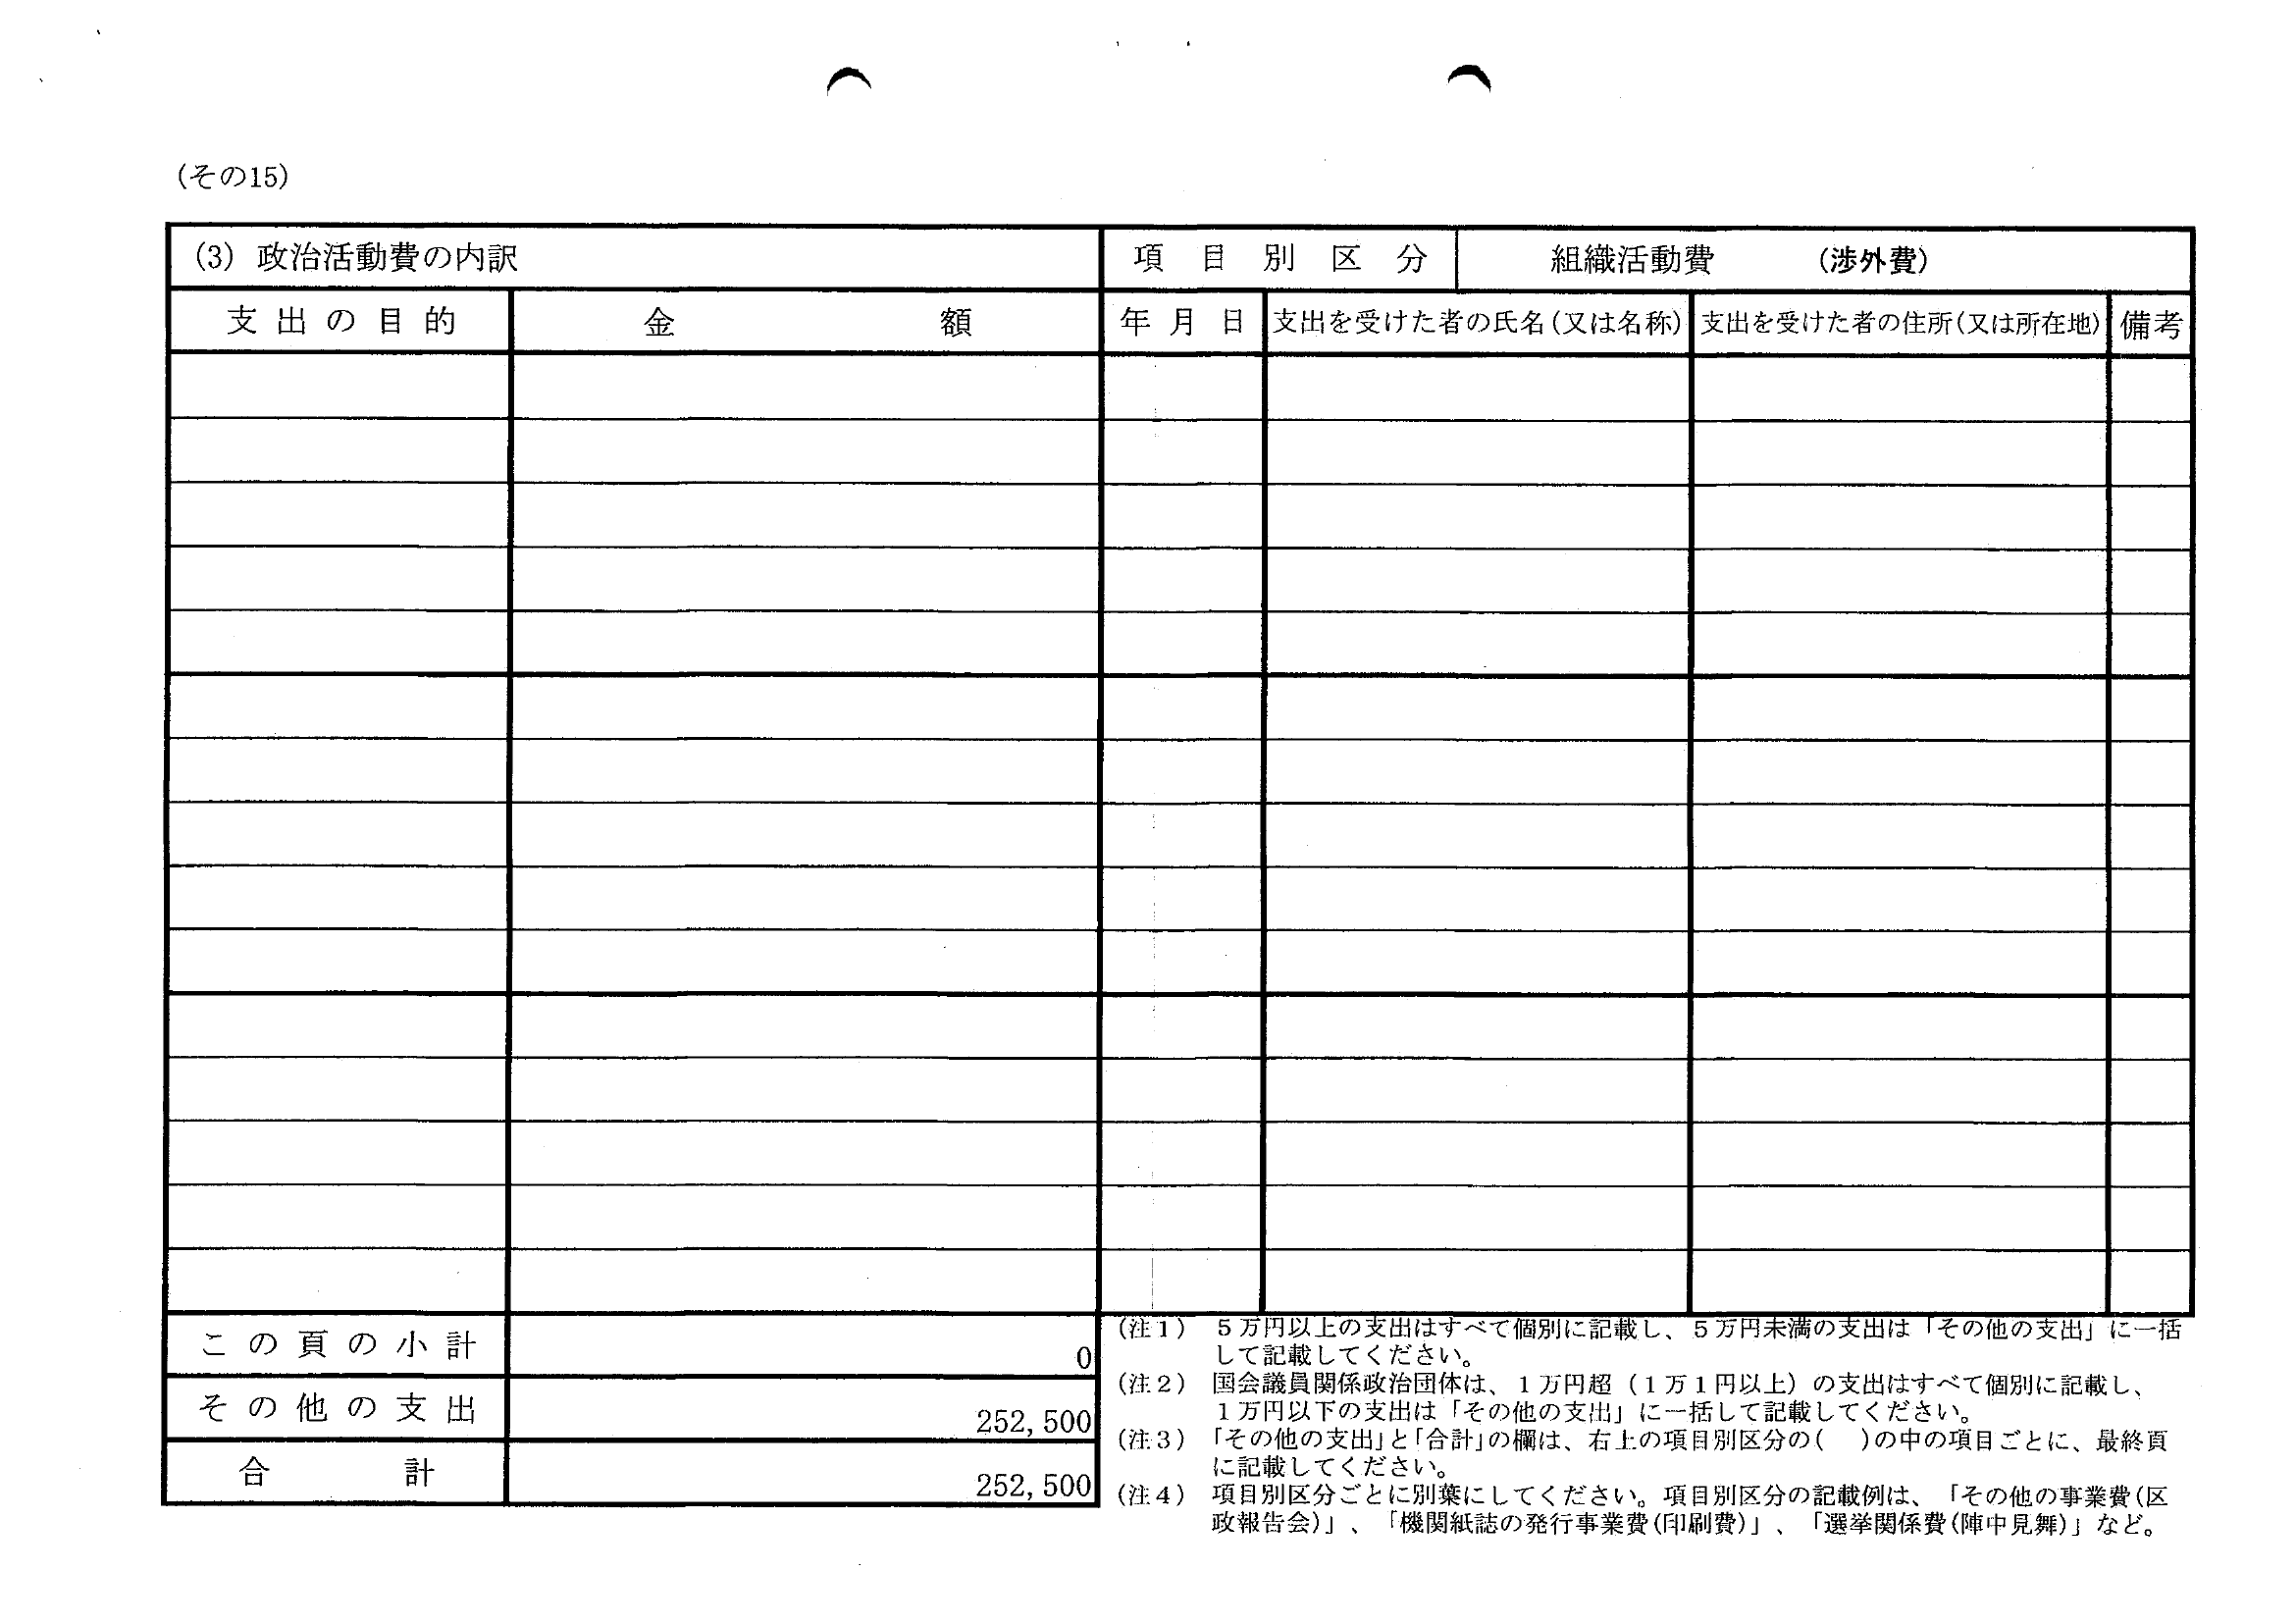 （その15）
(3) 政治活動費の内訳 項目別区分 組織活動費 （渉外費）
支出の目的 金額 年月日 支出を受けた者の氏名(又は名称) 支出を受けた者の住所(又は所在地) 備考
この頁の小計 0
その他の支出 252,500
合計 252,500
（注１） ５万円以上の支出はすべて個別に記載し、５万円未満の支出は「その他の支出」に一括
して記載してください。
（注２） 国会議員関係政治団体は、１万円超（１万１円以上）の支出はすべて個別に記載し、
１万円以下の支出は「その他の支出」に一括して記載してください。
（注３） 「その他の支出」と「合計」の欄は、右上の項目別区分の(　)の中の項目ごとに、最終頁
に記載してください。
（注４） 項目別区分ごとに別葉にしてください。項目別区分の記載例は、「その他の事業費(区
政報告会)」、「機関紙誌の発行事業費(印刷費)」、「選挙関係費(陣中見舞)」など。